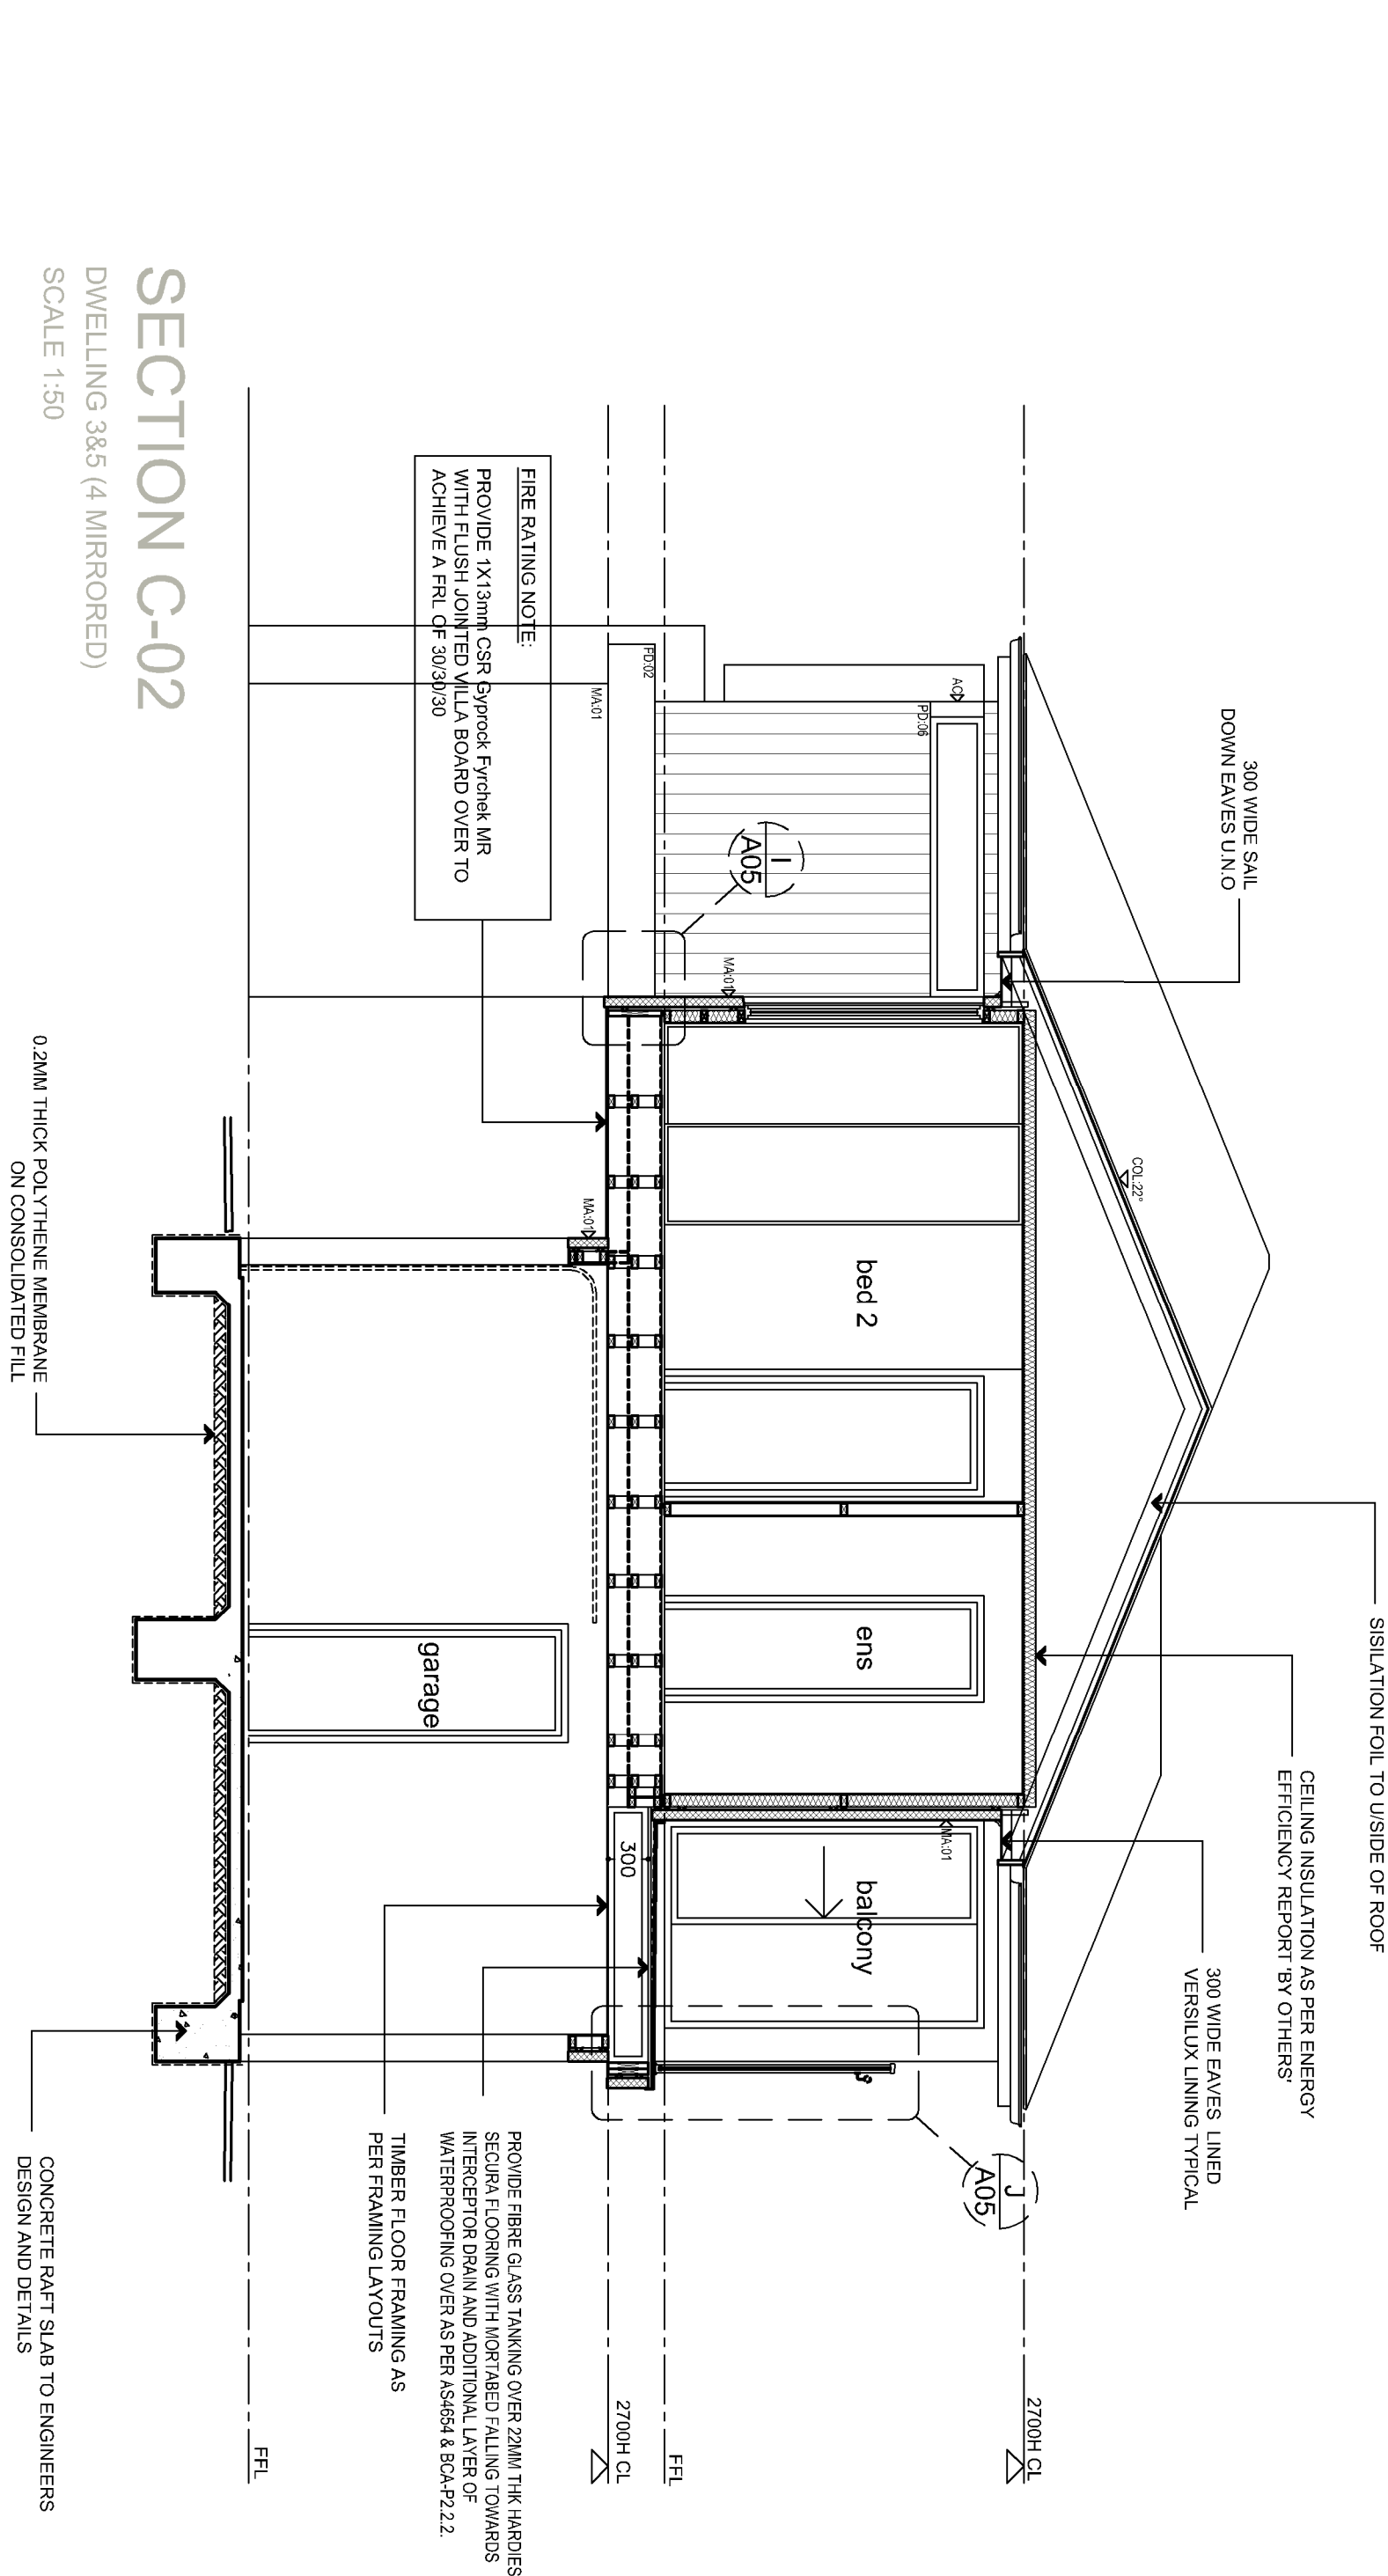 SISILATION FOIL TO U/SIDE OF ROOF
CEILING INSULATION AS PER ENERGY
EFFICIENCY REPORT 'BY OTHERS'
300 WIDE SAIL
DOWN EAVES U.N.O
300 WIDE EAVES LINED
VERSILUX LINING TYPICAL
COL:22°
2700H CL
AC
PD:06
I
A05
MA:01
bed 2
ens
balcony
MA:01
J
A05
FFL
PD:02
300
2700H CL
MA:01
MA:01
FIRE RATING NOTE:
PROVIDE 1X13mm CSR Gyprock Fyrchek MR
WITH FLUSH JOINTED VILLA BOARD OVER TO
ACHIEVE A FRL OF 30/30/30
PROVIDE FIBRE GLASS TANKING OVER 22MM THK HARDIES
SECURA FLOORING WITH MORTABED FALLING TOWARDS
INTERCEPTOR DRAIN AND ADDITIONAL LAYER OF
WATERPROOFING OVER AS PER AS4654 & BCA-P2.2.2.
garage
TIMBER FLOOR FRAMING AS
PER FRAMING LAYOUTS
FFL
SECTION C-02
DWELLING 3&5 (4 MIRRORED)
SCALE 1:50
0.2MM THICK POLYTHENE MEMBRANE
ON CONSOLIDATED FILL
CONCRETE RAFT SLAB TO ENGINEERS
DESIGN AND DETAILS